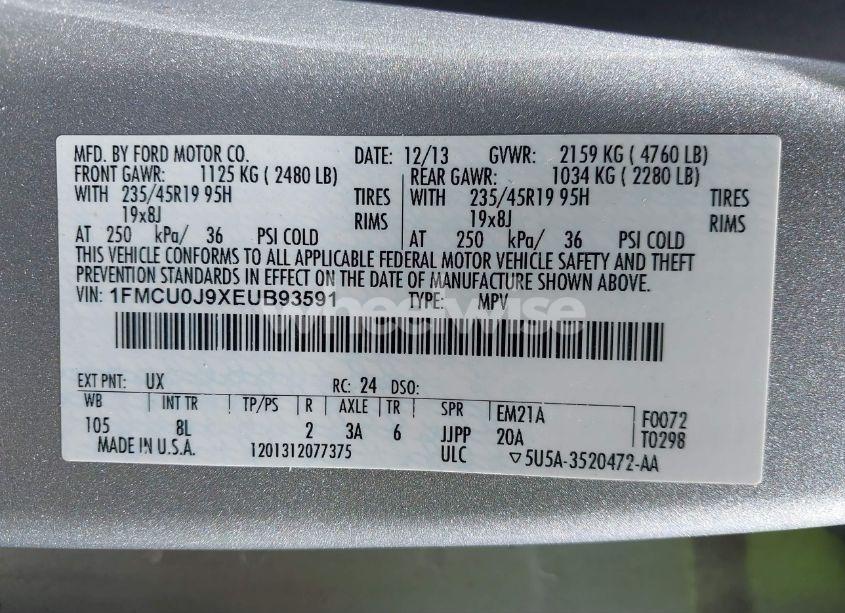 MFD. BY FORD MOTOR CO. DATE: 12/13 GVWR: 2159 KG ( 4760 LB)
FRONT GAWR: 1125 KG ( 2480 LB) REAR GAWR: 1034 KG ( 2280 LB)
WITH 235/45R19 95H TIRES WITH 235/45R19 95H TIRES
19x8J RIMS 19x8J RIMS
AT 250 kPa/ 36 PSI COLD AT 250 kPa/ 36 PSI COLD
THIS VEHICLE CONFORMS TO ALL APPLICABLE FEDERAL MOTOR VEHICLE SAFETY AND THEFT
PREVENTION STANDARDS IN EFFECT ON THE DATE OF MANUFACTURE SHOWN ABOVE.
VIN: 1FMCU0J9XEUB93591 TYPE: MPV
wheelwise
EXT PNT: UX RC: 24 DSO:
WB INT TR TP/PS R AXLE TR SPR EM21A F0072
105 8L 2 3A 6 JJPP 20A T0298
MADE IN U.S.A. 1201312077375 ULC ▽5U5A-3520472-AA